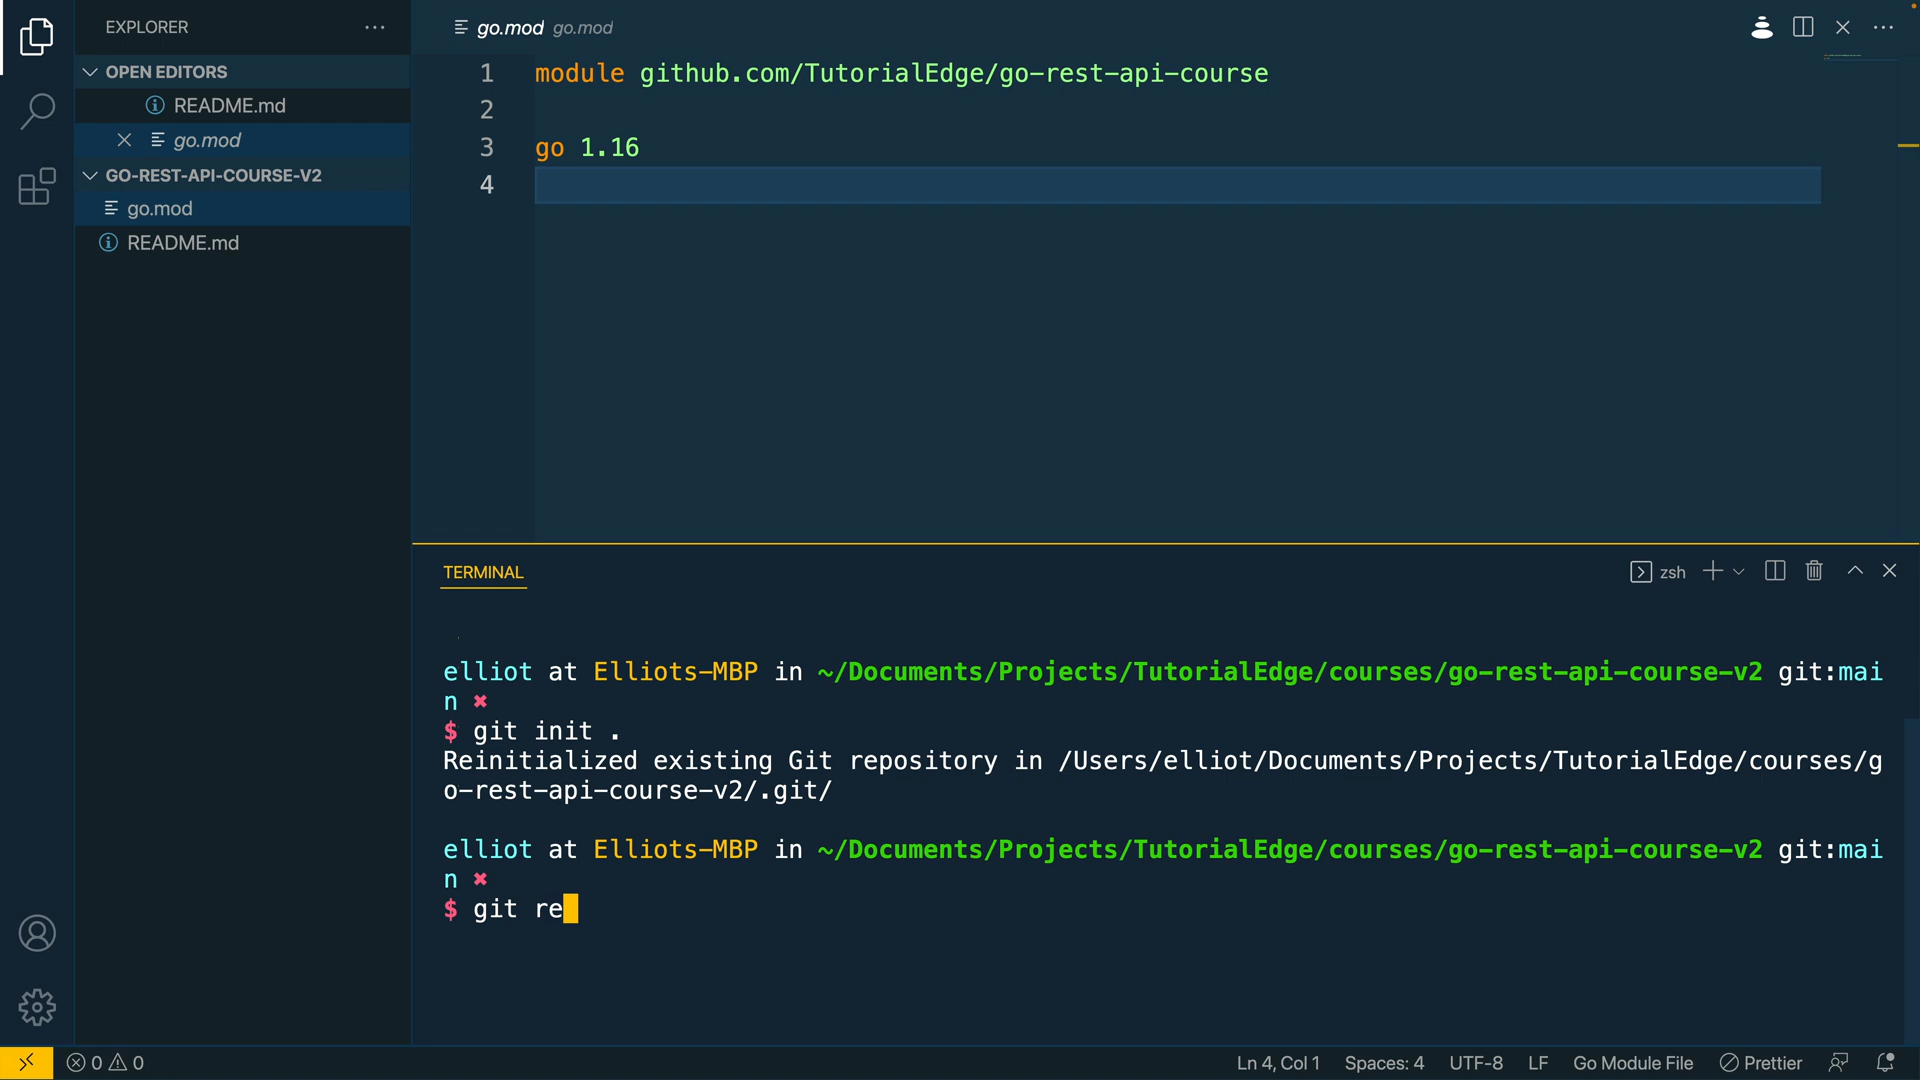 EXPLORER
OPEN EDITORS
README.md
go.mod
GO-REST-API-COURSE-V2
go.mod
README.md
go.mod go.mod
1 module github.com/TutorialEdge/go-rest-api-course
2
3 go 1.16
4
TERMINAL
zsh
elliot at Elliots-MBP in ~/Documents/Projects/TutorialEdge/courses/go-rest-api-course-v2 git:mai
n ✖
$ git init .
Reinitialized existing Git repository in /Users/elliot/Documents/Projects/TutorialEdge/courses/g
o-rest-api-course-v2/.git/
elliot at Elliots-MBP in ~/Documents/Projects/TutorialEdge/courses/go-rest-api-course-v2 git:mai
n ✖
$ git re
0 0
Ln 4, Col 1 Spaces: 4 UTF-8 LF Go Module File Prettier